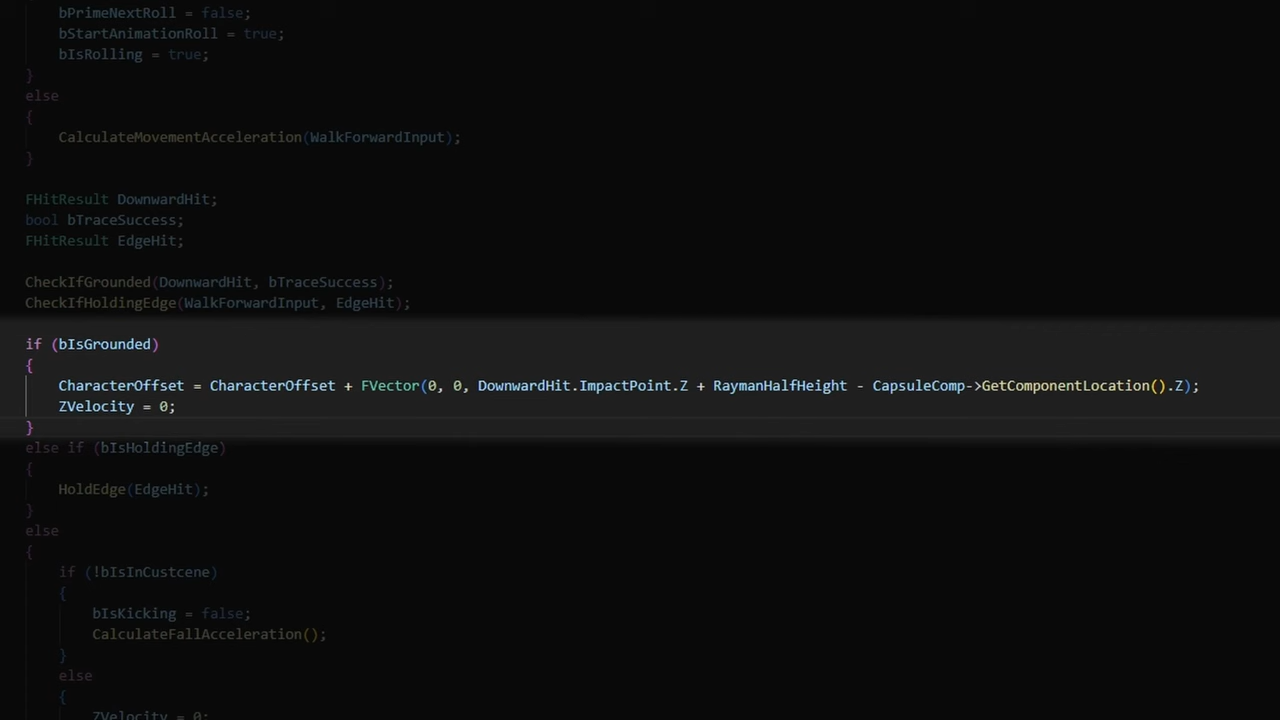 bPrimeNextRoll = false;
bStartAnimationRoll = true;
bIsRolling = true;
}
else
{
CalculateMovementAcceleration(WalkForwardInput);
}
FHitResult DownwardHit;
bool bTraceSuccess;
FHitResult EdgeHit;
CheckIfGrounded(DownwardHit, bTraceSuccess);
CheckIfHoldingEdge(WalkForwardInput, EdgeHit);
if (bIsGrounded)
{
CharacterOffset = CharacterOffset + FVector(0, 0, DownwardHit.ImpactPoint.Z + RaymanHalfHeight - CapsuleComp->GetComponentLocation().Z);
ZVelocity = 0;
}
else if (bIsHoldingEdge)
{
HoldEdge(EdgeHit);
}
else
{
if (!bIsInCustcene)
{
bIsKicking = false;
CalculateFallAcceleration();
}
else
{
ZVelocity = 0;